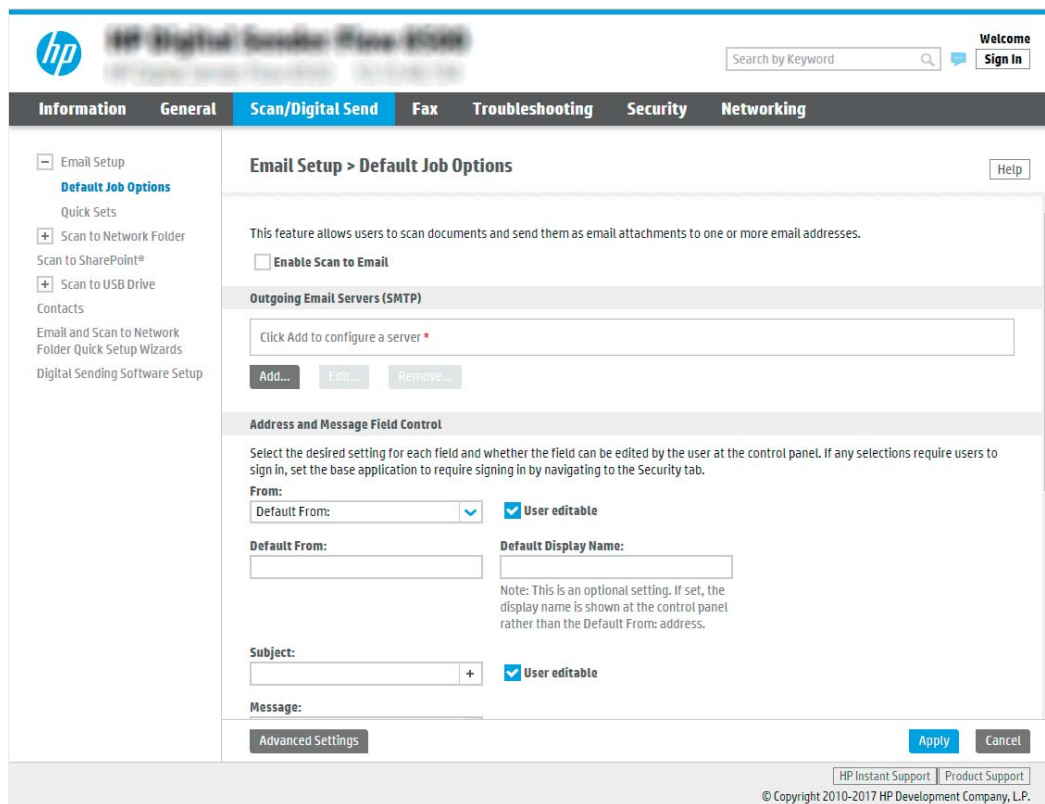 hp
Welcome
Search by Keyword
Sign In
Information General Scan/Digital Send Fax Troubleshooting Security Networking
Email Setup
Default Job Options
Quick Sets
Scan to Network Folder
Scan to SharePoint®
Scan to USB Drive
Contacts
Email and Scan to Network
Folder Quick Setup Wizards
Digital Sending Software Setup
Email Setup > Default Job Options
Help
This feature allows users to scan documents and send them as email attachments to one or more email addresses.
Enable Scan to Email
Outgoing Email Servers (SMTP)
Click Add to configure a server *
Add... Edit... Remove...
Address and Message Field Control
Select the desired setting for each field and whether the field can be edited by the user at the control panel. If any selections require users to
sign in, set the base application to require signing in by navigating to the Security tab.
From:
Default From: User editable
Default From: Default Display Name:
Note: This is an optional setting. If set, the
display name is shown at the control panel
rather than the Default From: address.
Subject:
+ User editable
Message:
Advanced Settings Apply Cancel
HP Instant Support Product Support
© Copyright 2010-2017 HP Development Company, L.P.